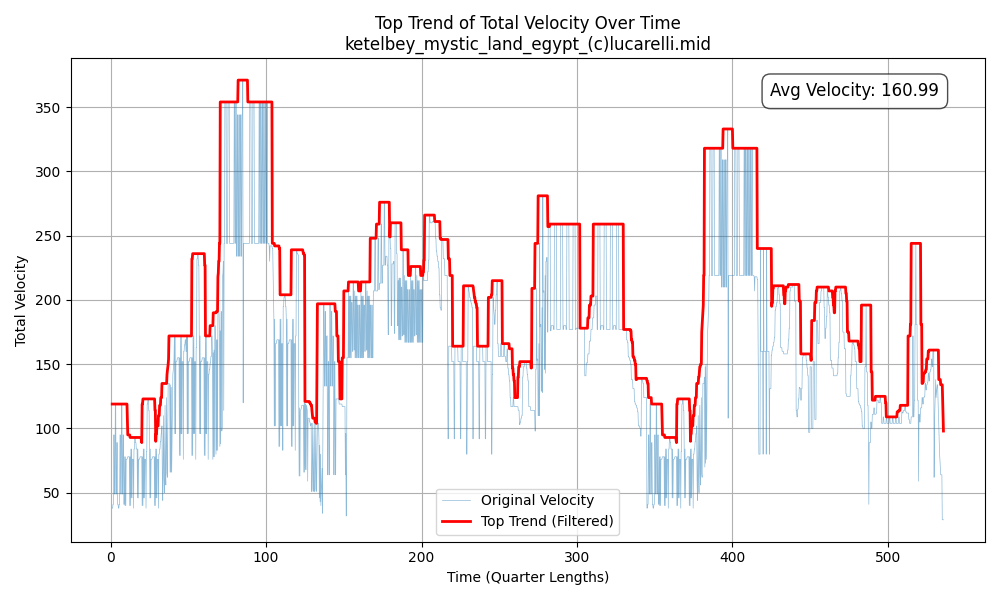 Top Trend of Total Velocity Over Time
ketelbey_mystic_land_egypt_(c)lucarelli.mid
Avg Velocity: 160.99
Total Velocity
350
300
250
200
150
100
50
Original Velocity
Top Trend (Filtered)
0
100
200
300
400
500
Time (Quarter Lengths)